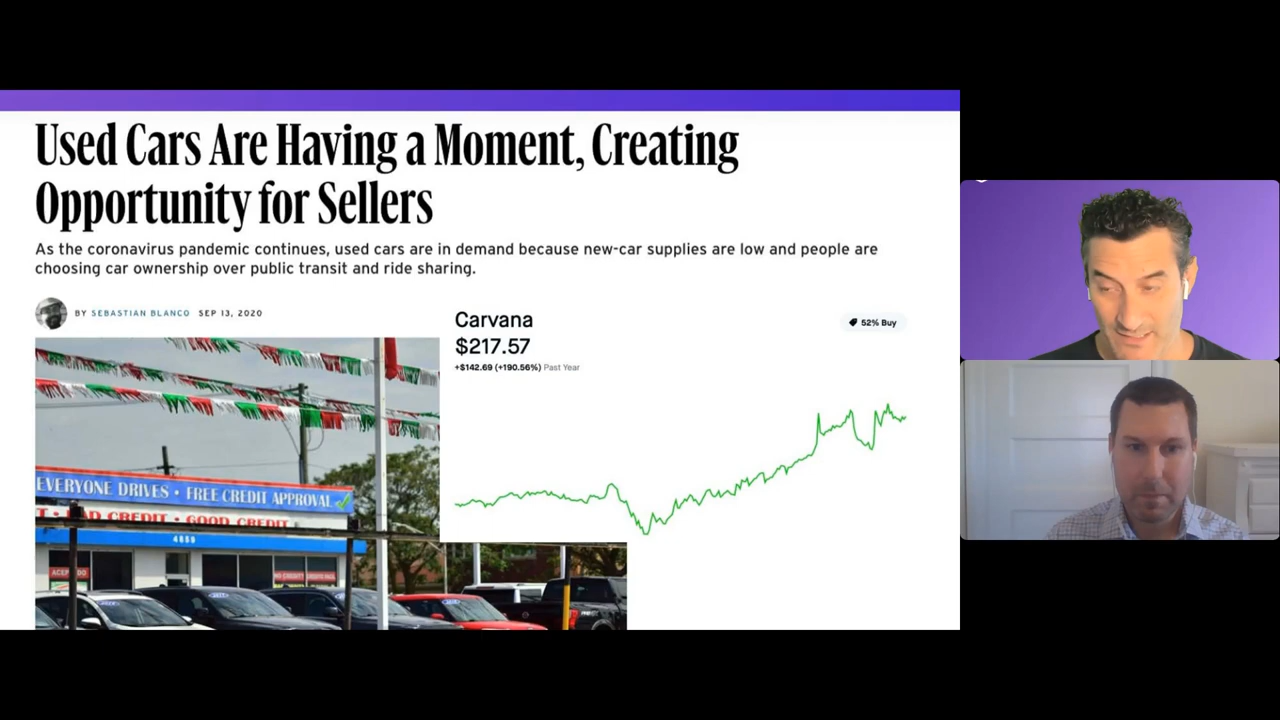 Used Cars Are Having a Moment, Creating
Opportunity for Sellers
As the coronavirus pandemic continues, used cars are in demand because new-car supplies are low and people are
choosing car ownership over public transit and ride sharing.
BY SEBASTIAN BLANCO SEP 13, 2020
Carvana
$217.57
+$142.69 (+190.56%) Past Year
52% Buy
EVERYONE DRIVES • FREE CREDIT APPROVAL
BAD CREDIT • GOOD CREDIT
4859